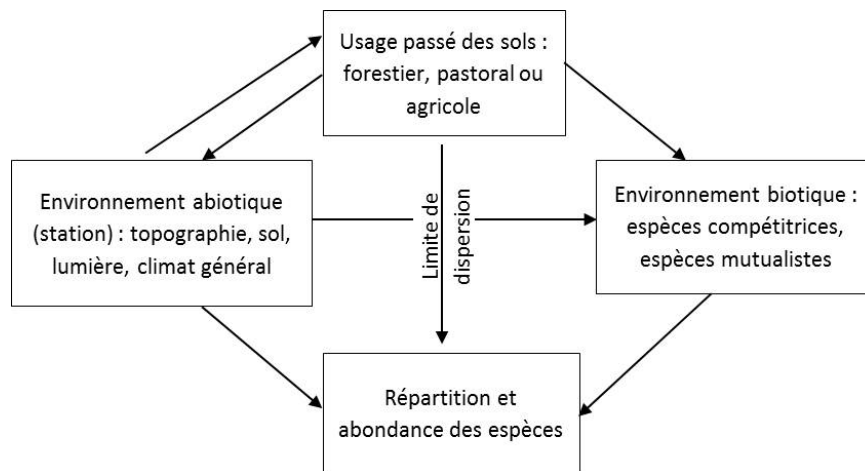 Usage passé des sols :
forestier, pastoral ou
agricole
Environnement abiotique
(station) : topographie, sol,
lumière, climat général
Limite de
dispersion
Environnement biotique :
espèces compétitrices,
espèces mutualistes
Répartition et
abondance des espèces